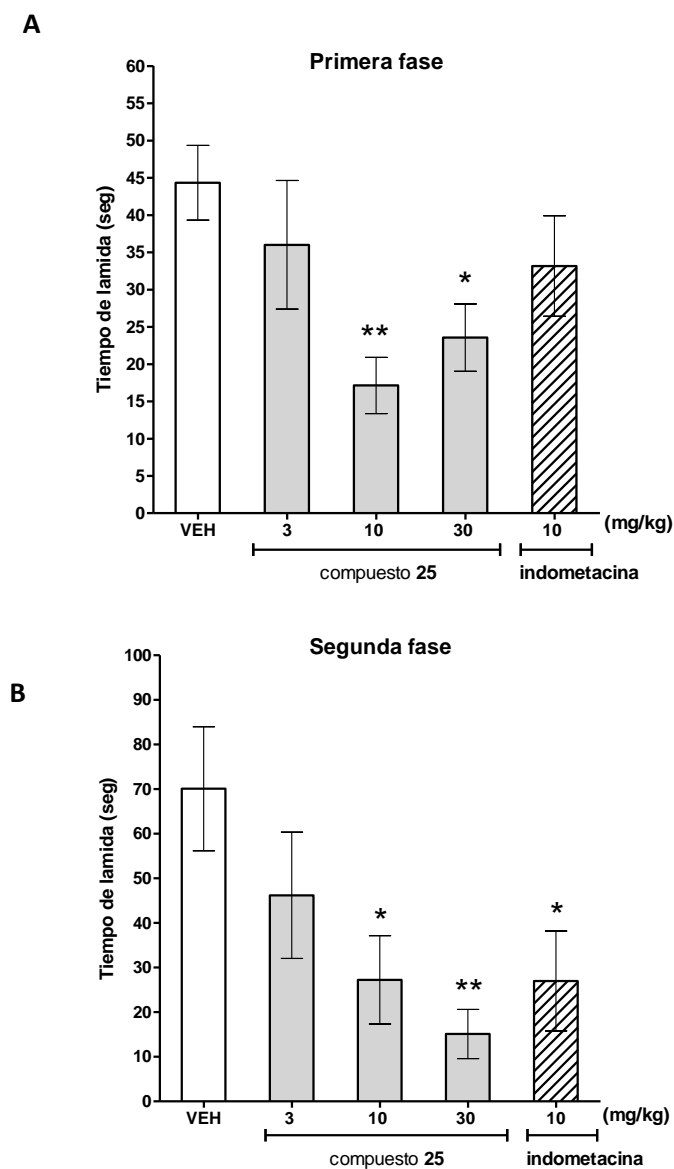 A
Primera fase
60
55
50
45
40
35
30
25
20
15
10
5
0
Tiempo de lamida (seg)
**
*
VEH 3 10 30 10 (mg/kg)
compuesto 25 indometacina
Segunda fase
B
100
90
80
70
60
50
40
30
20
10
0
Tiempo de lamida (seg)
*
**
*
VEH 3 10 30 10 (mg/kg)
compuesto 25 indometacina